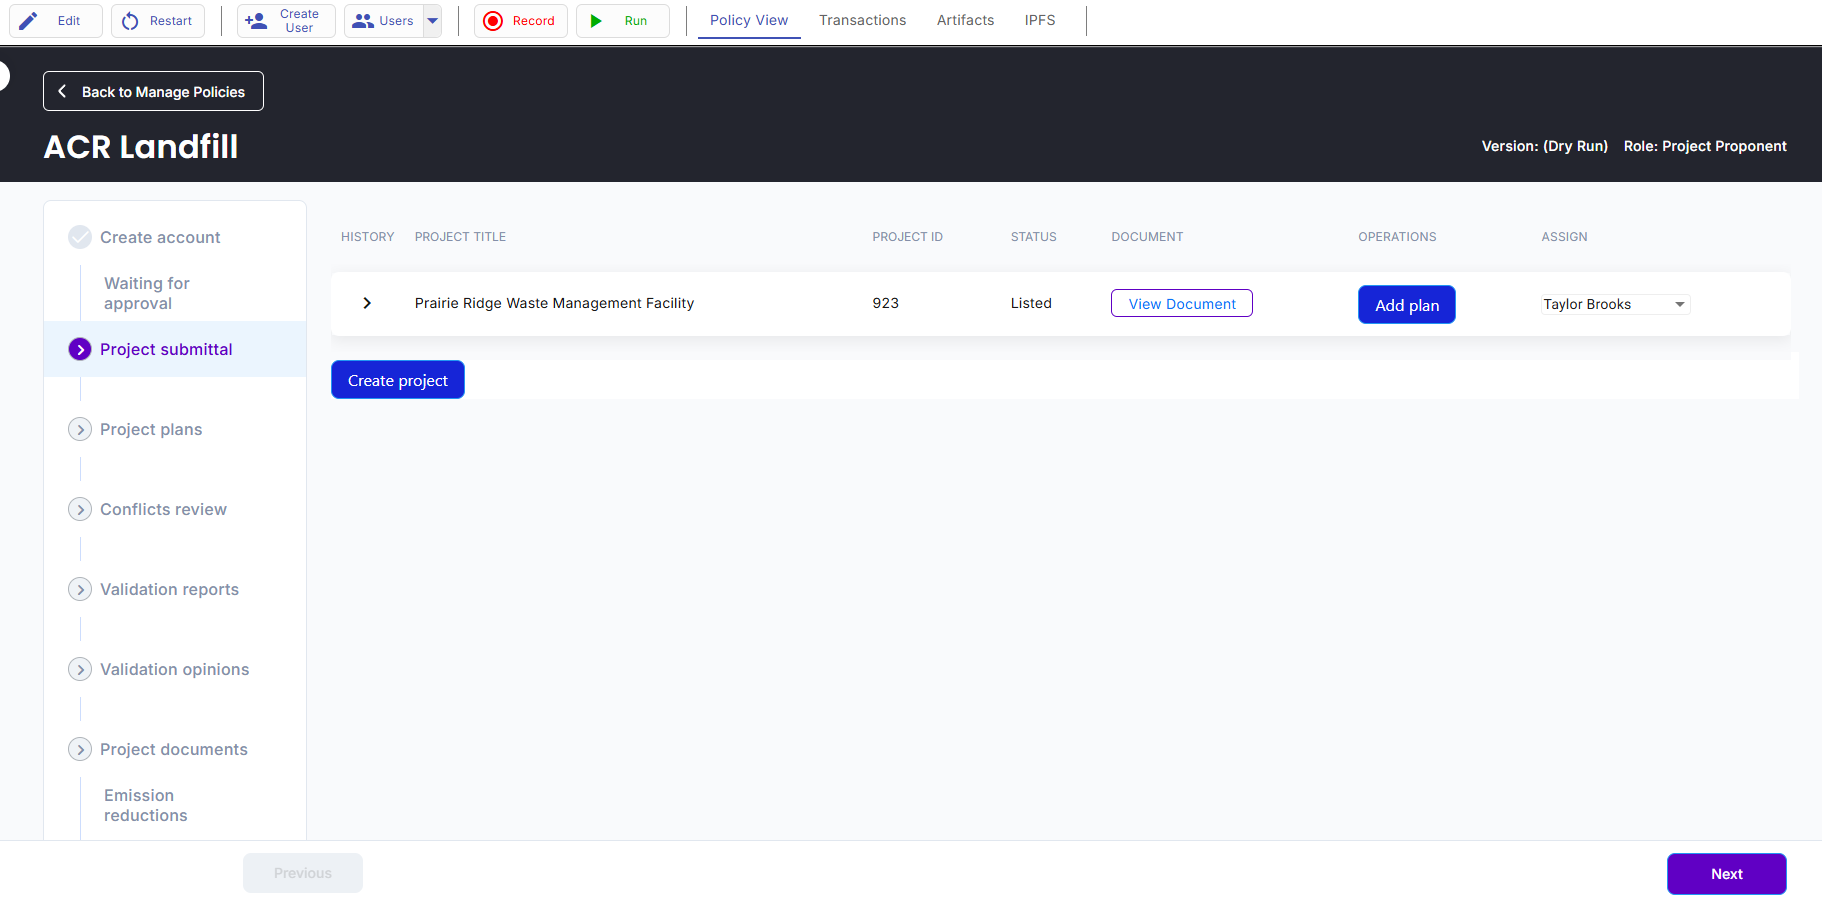 Edit
Restart
Create
User
Users
Record
Run
Policy View
Transactions
Artifacts
IPFS
Back to Manage Policies
ACR Landfill
Version: (Dry Run)
Role: Project Proponent
Create account
Waiting for
approval
Project submittal
Project plans
Conflicts review
Validation reports
Validation opinions
Project documents
Emission
reductions
HISTORY
PROJECT TITLE
PROJECT ID
STATUS
DOCUMENT
OPERATIONS
ASSIGN
Prairie Ridge Waste Management Facility
923
Listed
View Document
Add plan
Taylor Brooks
Create project
Previous
Next